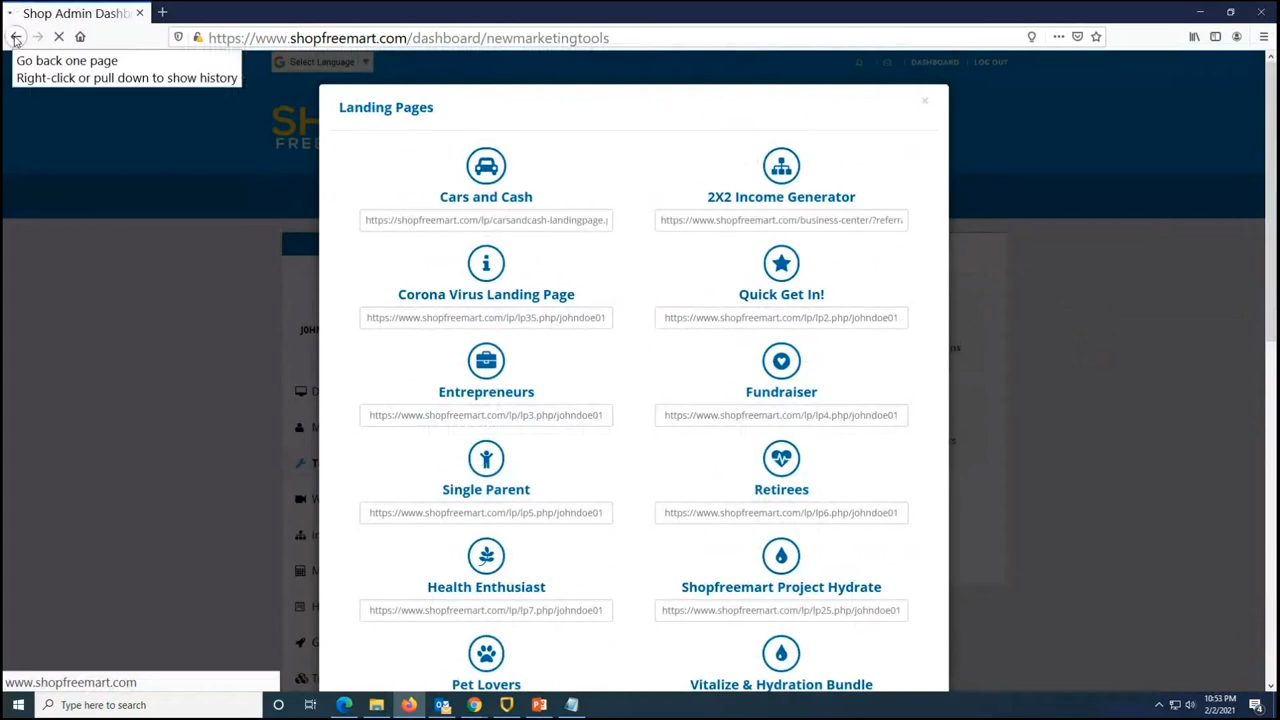 Shop Admin Dashb
https://www.shopfreemart.com/dashboard/newmarketingtools
Go back one page
Right-click or pull down to show history
Select Language
DASHBOARD
LOG OUT
Landing Pages
Cars and Cash
2X2 Income Generator
https://shopfreemart.com/lp/carsandcash-landingpage.
https://www.shopfreemart.com/business-center/?referr
Corona Virus Landing Page
Quick Get In!
https://www.shopfreemart.com/lp/lp35.php/johndoe01
https://www.shopfreemart.com/lp/lp2.php/johndoe01
Entrepreneurs
Fundraiser
https://www.shopfreemart.com/lp/lp3.php/johndoe01
https://www.shopfreemart.com/lp/lp4.php/johndoe01
Single Parent
Retirees
https://www.shopfreemart.com/lp/lp5.php/johndoe01
https://www.shopfreemart.com/lp/lp6.php/johndoe01
Health Enthusiast
Shopfreemart Project Hydrate
https://www.shopfreemart.com/lp/lp7.php/johndoe01
https://www.shopfreemart.com/lp/lp25.php/johndoe01
Pet Lovers
Vitalize & Hydration Bundle
www.shopfreemart.com
Type here to search
10:53 PM
2/2/2021